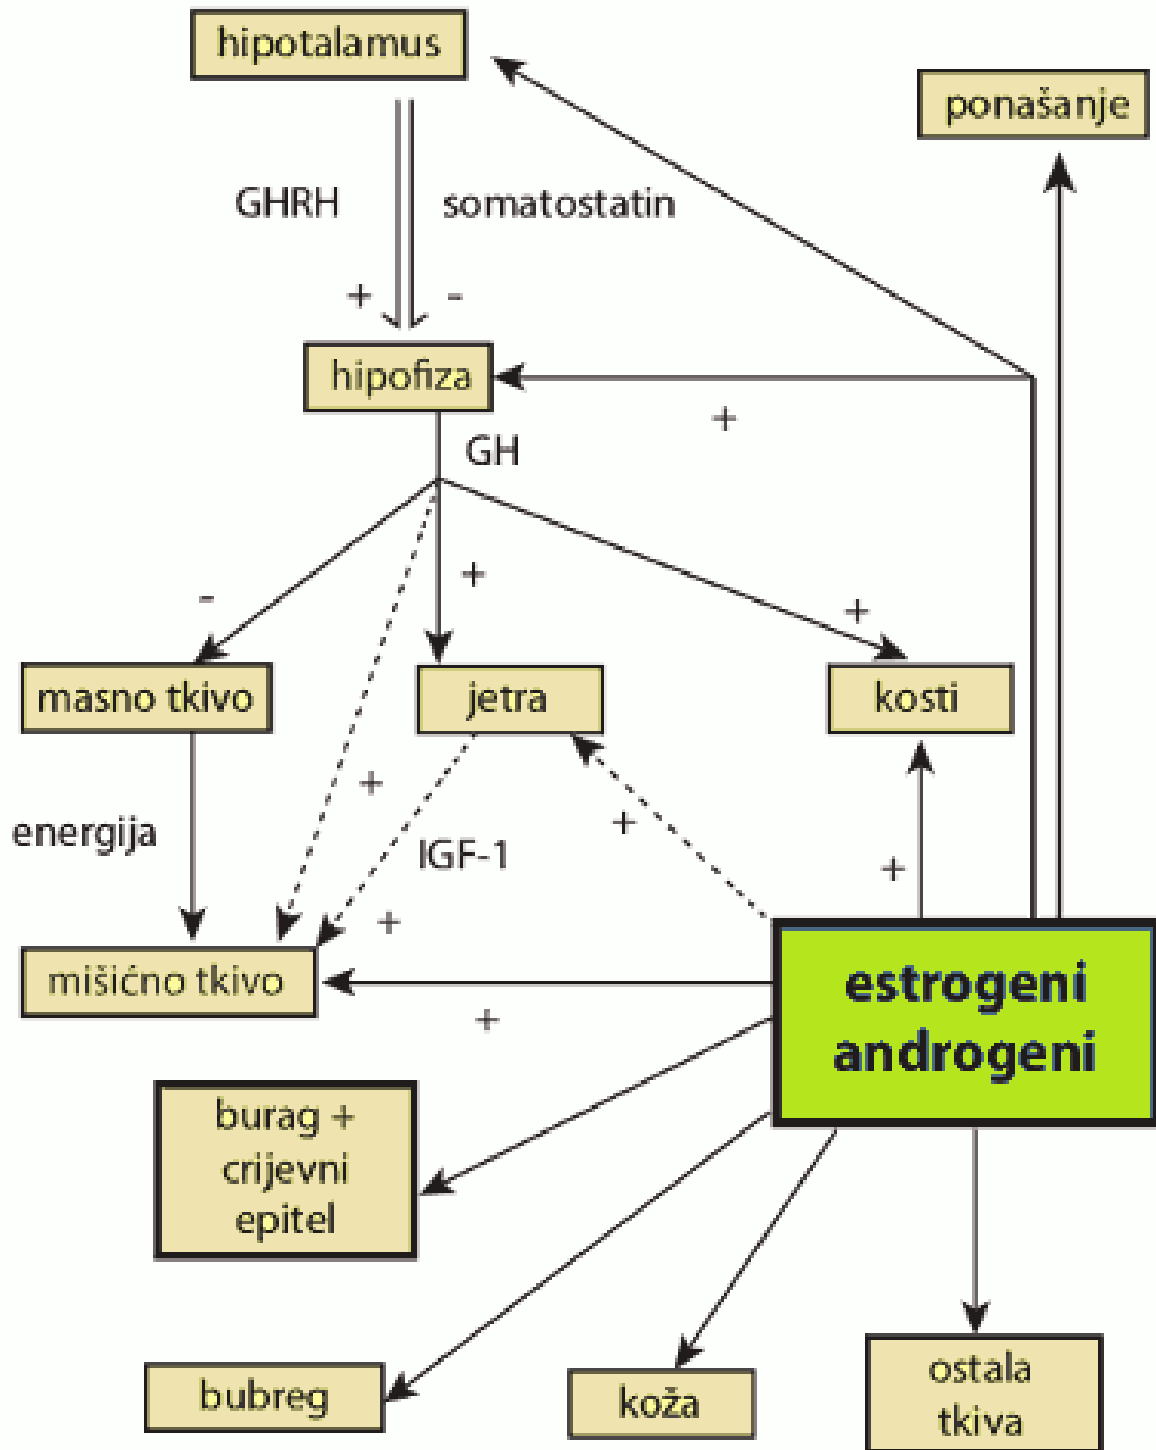 hipotalamus
ponašanje
GHRH
somatostatin
+
-
hipofiza
+
GH
+
-
+
masno tkivo
jetra
kosti
+
+
energija
IGF-1
+
+
mišićno tkivo
+
estrogeni
androgeni
burag +
crijevni
epitel
bubreg
koža
ostala
tkiva